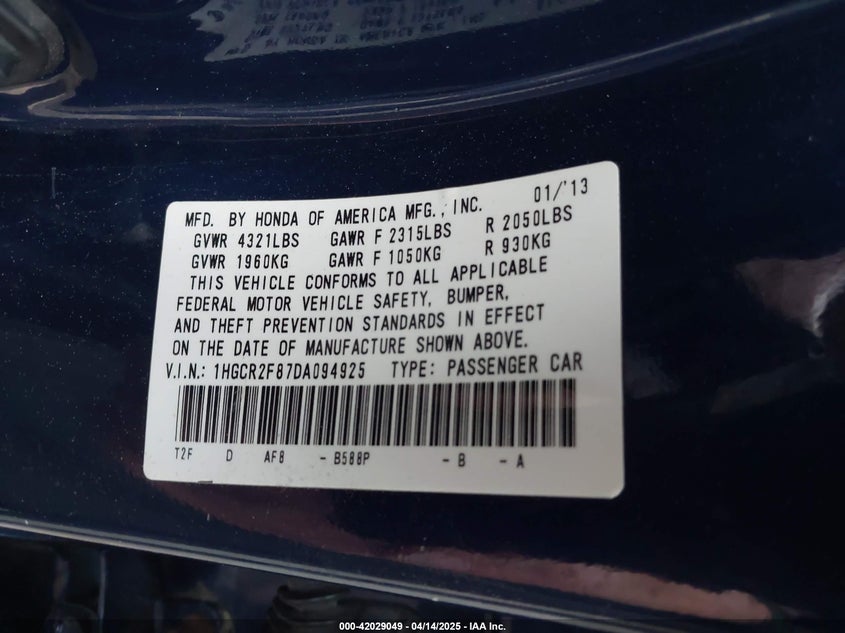 MFD. BY HONDA OF AMERICA MFG., INC. 01/'13
GVWR 4321LBS GAWR F 2315LBS R 2050LBS
GVWR 1960KG GAWR F 1050KG R 930KG
THIS VEHICLE CONFORMS TO ALL APPLICABLE
FEDERAL MOTOR VEHICLE SAFETY, BUMPER,
AND THEFT PREVENTION STANDARDS IN EFFECT
ON THE DATE OF MANUFACTURE SHOWN ABOVE.
V.I.N.: 1HGCR2F87DA094925 TYPE: PASSENGER CAR
T2F D AF8 - B588P - B - A
000-42029049 - 04/14/2025 - IAA Inc.